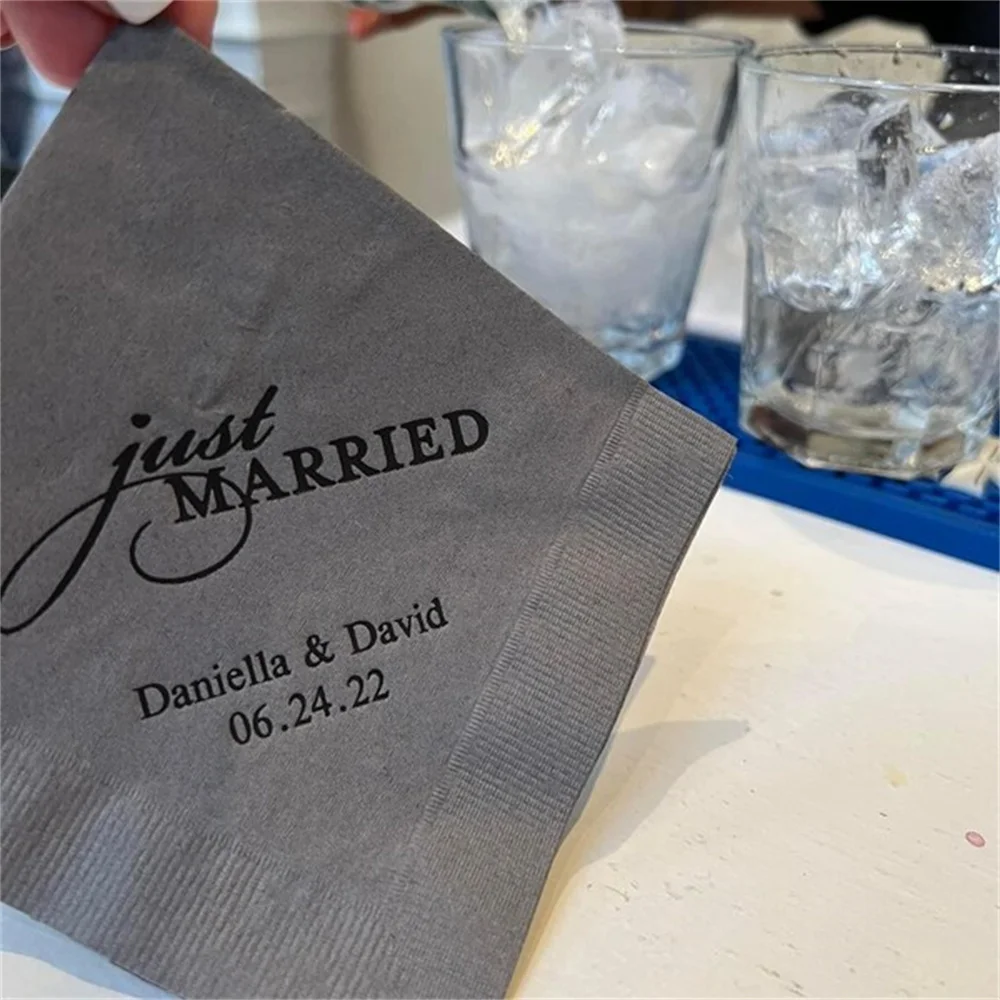 just
MARRIED
Daniella & David
06.24.22